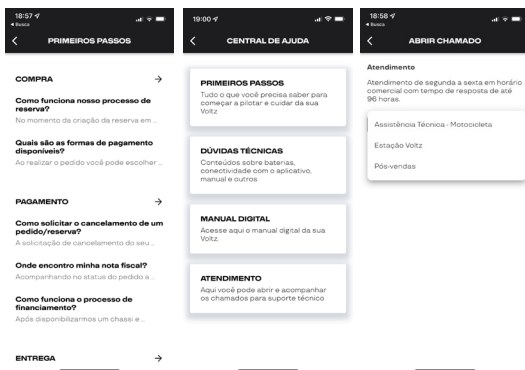 18:57
◄ Busca
PRIMEIROS PASSOS
COMPRA →
Como funciona nosso processo de
reserva?
No momento da criação da reserva em ...
Quais são as formas de pagamento
disponíveis?
Ao realizar o pedido você pode escolher ...
PAGAMENTO →
Como solicitar o cancelamento de um
pedido/reserva?
A solicitação de cancelamento do seu ...
Onde encontro minha nota fiscal?
Acompanhando no status do pedido a ...
Como funciona o processo de
financiamento?
Após disponibilizarmos um chassi e ...
ENTREGA →
19:00
CENTRAL DE AJUDA
PRIMEIROS PASSOS
Tudo o que você precisa saber para
começar a pilotar e cuidar da sua
Voltz
DÚVIDAS TÉCNICAS
Conteúdos sobre baterias,
conectividade com o aplicativo,
manual e outros
MANUAL DIGITAL
Acesse aqui o manual digital da sua
Voltz.
ATENDIMENTO
Aqui você pode abrir e acompanhar
os chamados para suporte técnico
18:58
◄ Busca
ABRIR CHAMADO
Atendimento
Atendimento de segunda a sexta em horário
comercial com tempo de resposta de até
96 horas.
Assistência Técnica - Motocicleta
Estação Voltz
Pós-vendas